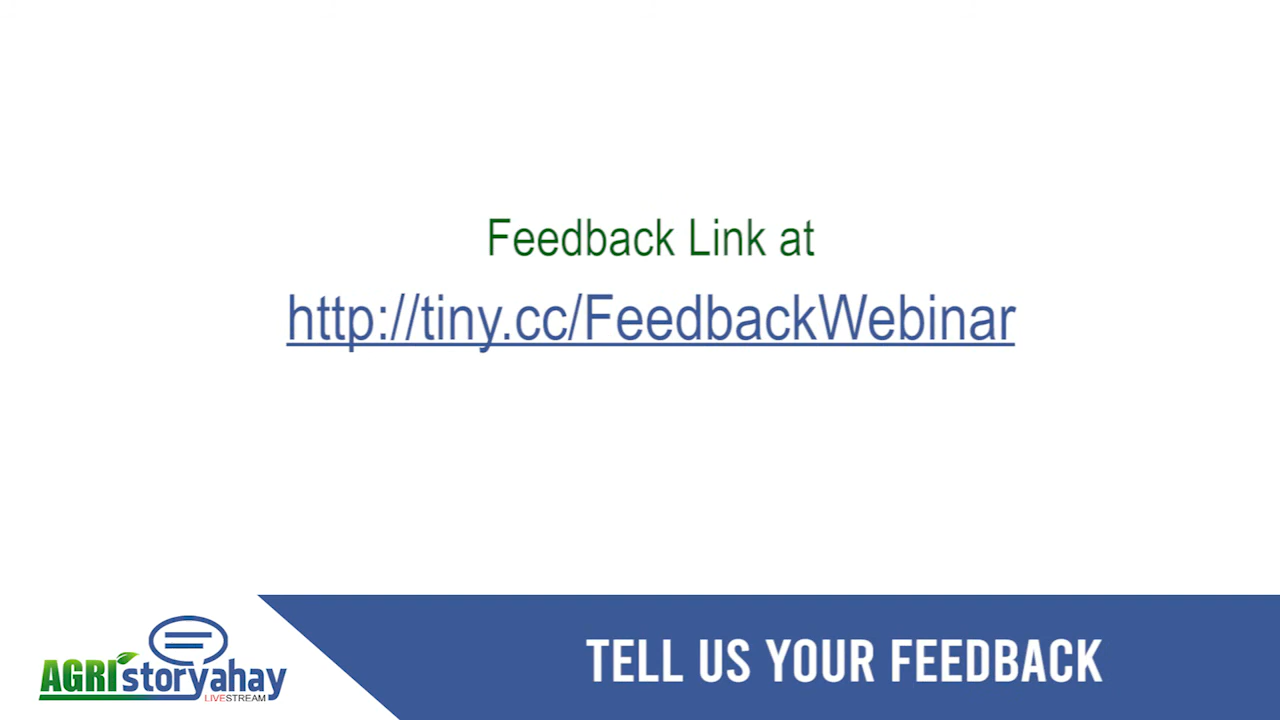 Feedback Link at
http://tiny.cc/FeedbackWebinar
AGRIstoryahay
LIVESTREAM
TELL US YOUR FEEDBACK